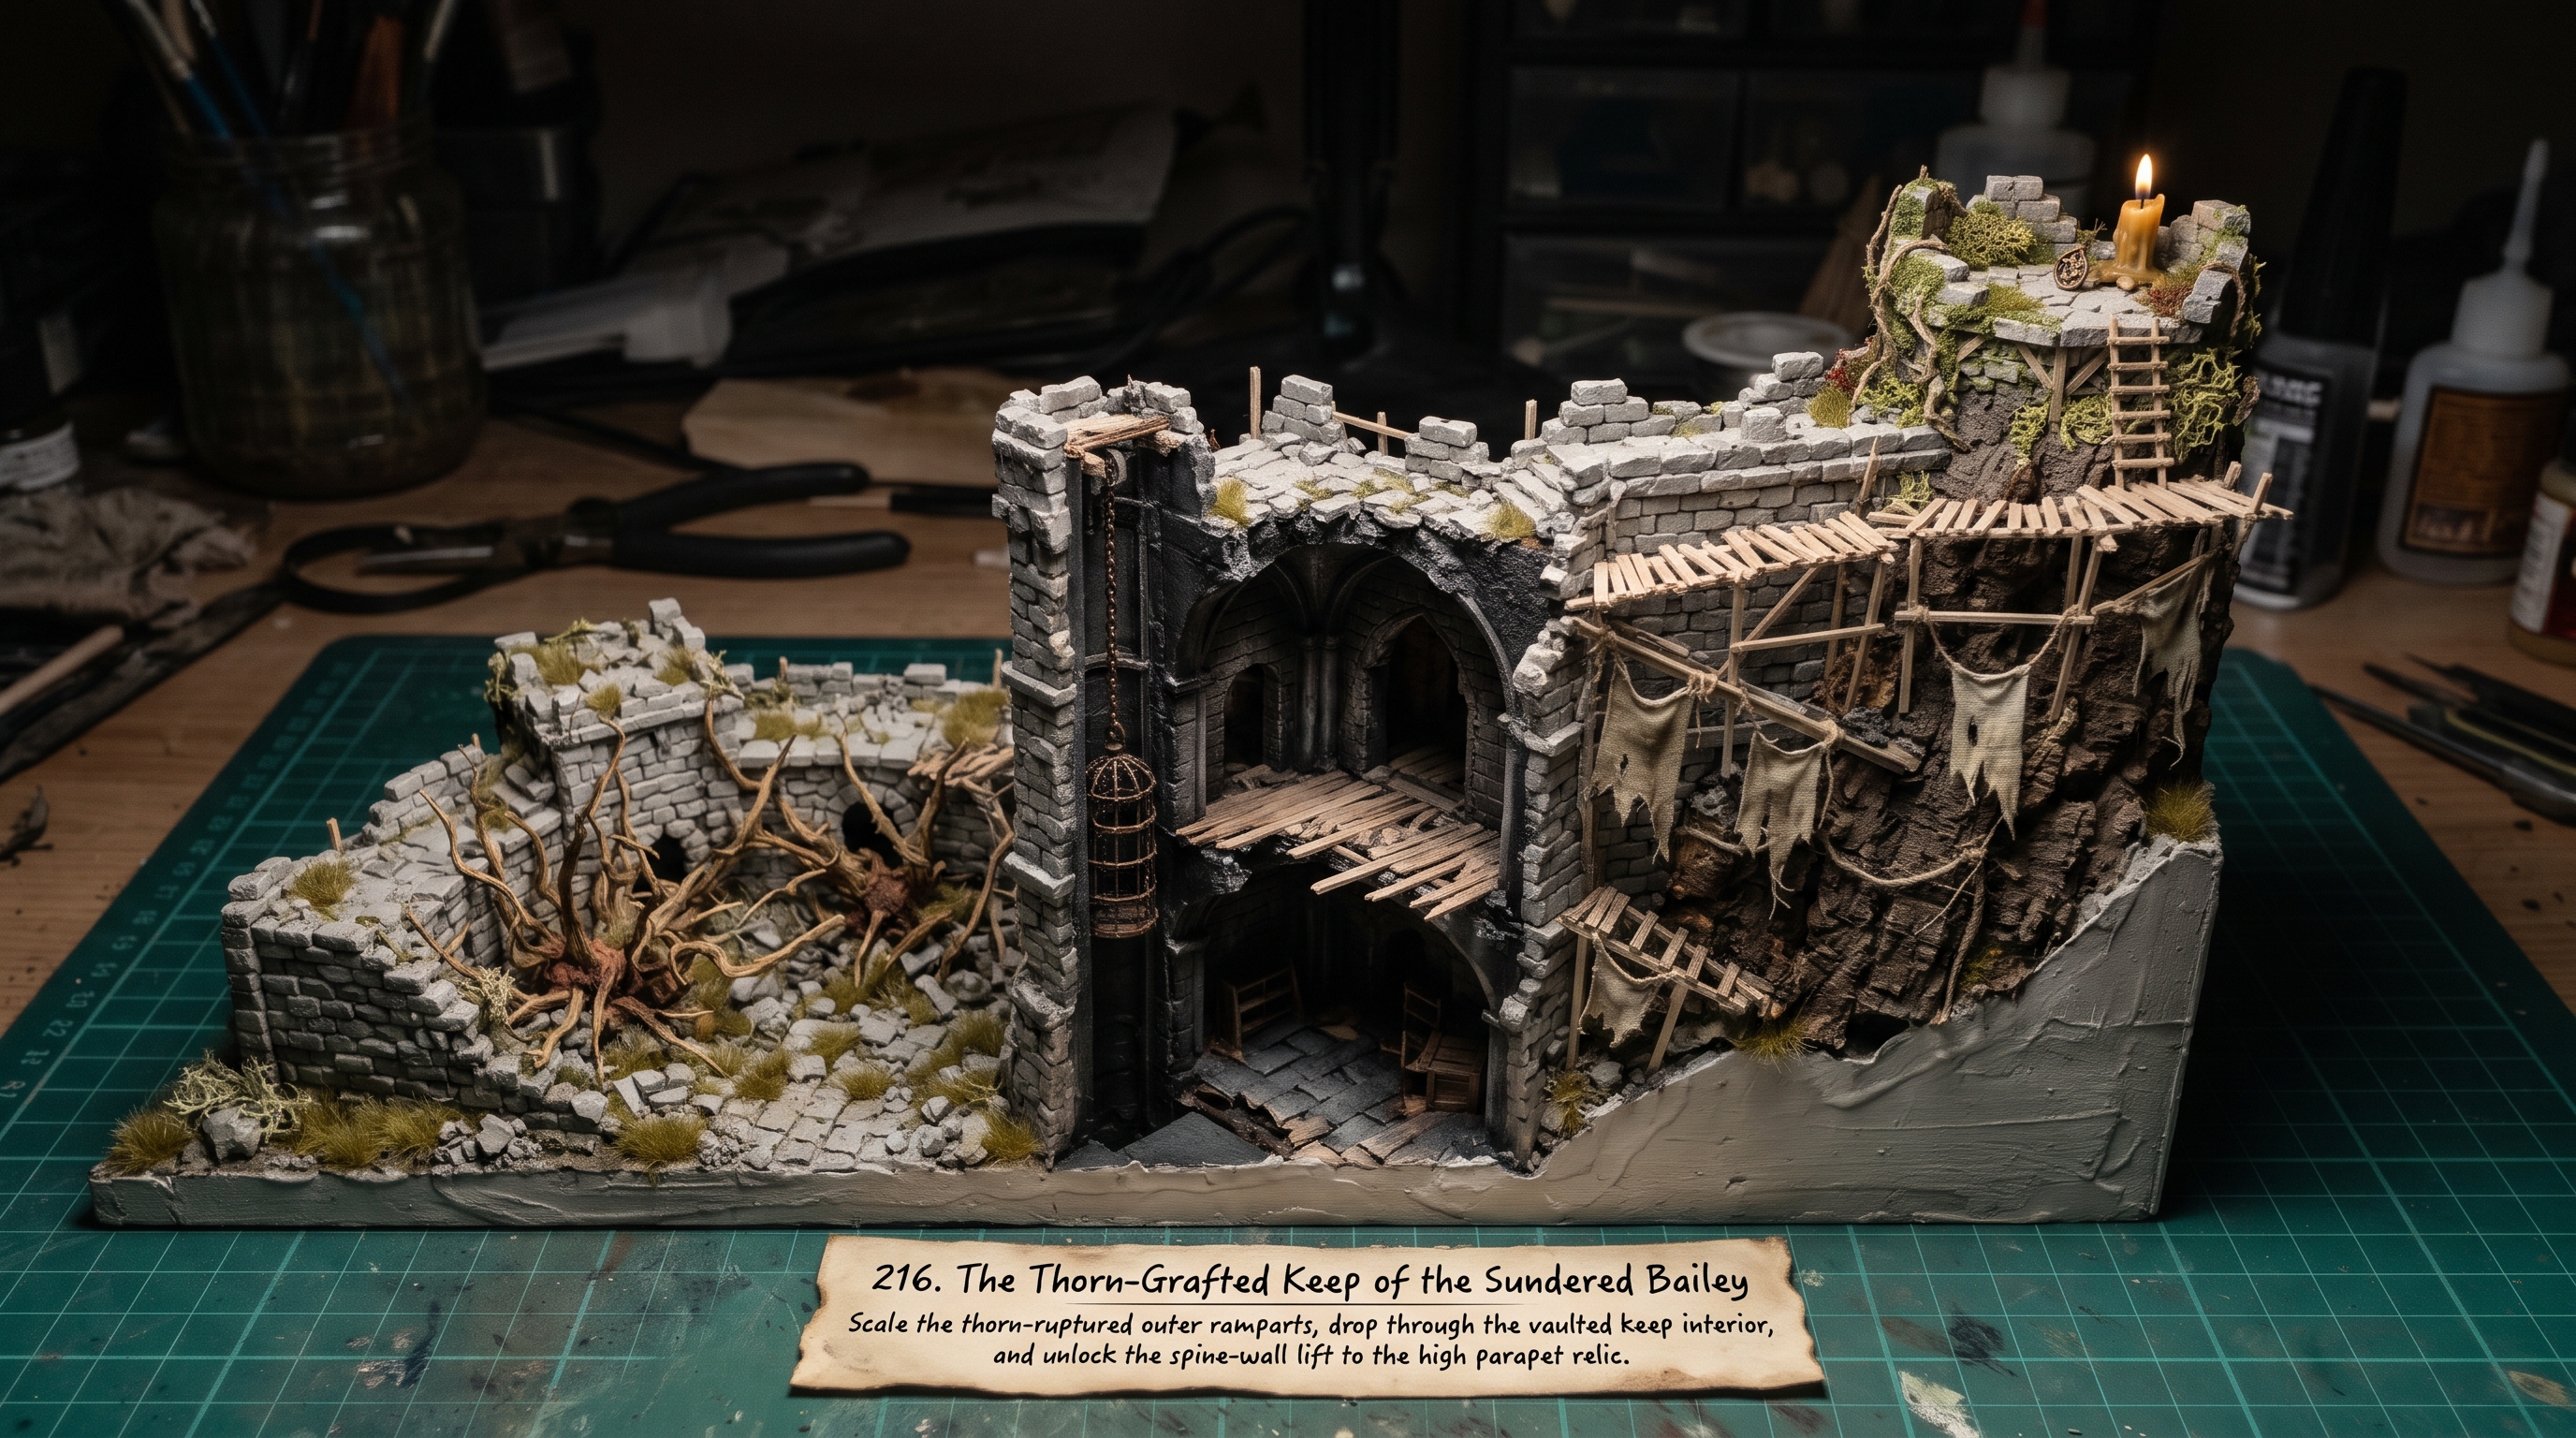 216. The Thorn-Grafted Keep of the Sundered Bailey
Scale the thorn-ruptured outer ramparts, drop through the vaulted keep interior,
and unlock the spine-wall lift to the high parapet relic.